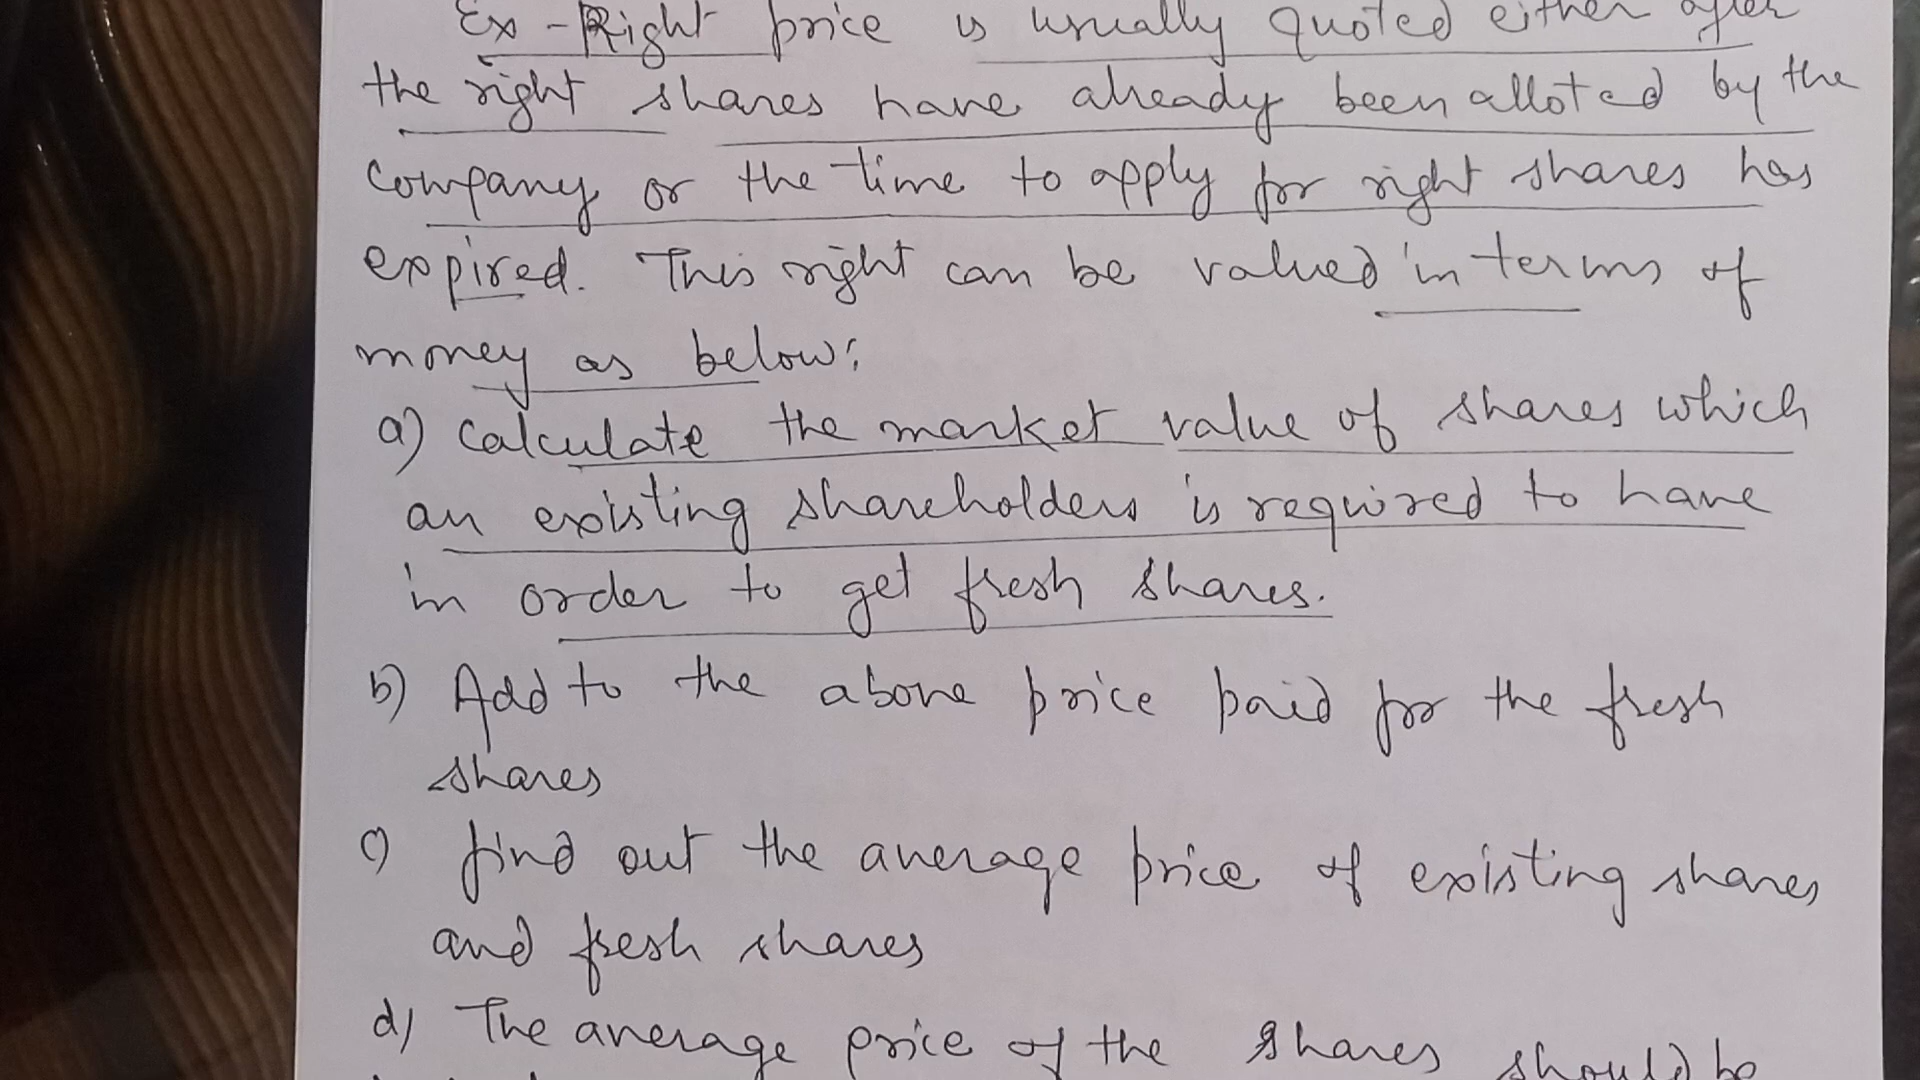 Ex-Right price is usually quoted either after
the right shares have already been alloted by the
company or the time to apply for right shares has
expired. This right can be valued in terms of
money as below:
a) Calculate the market value of shares which
an existing shareholders is required to have
in order to get fresh shares.
b) Add to the above price paid for the fresh
shares
c) find out the average price of existing shares
and fresh shares
d) The average price of the shares should be